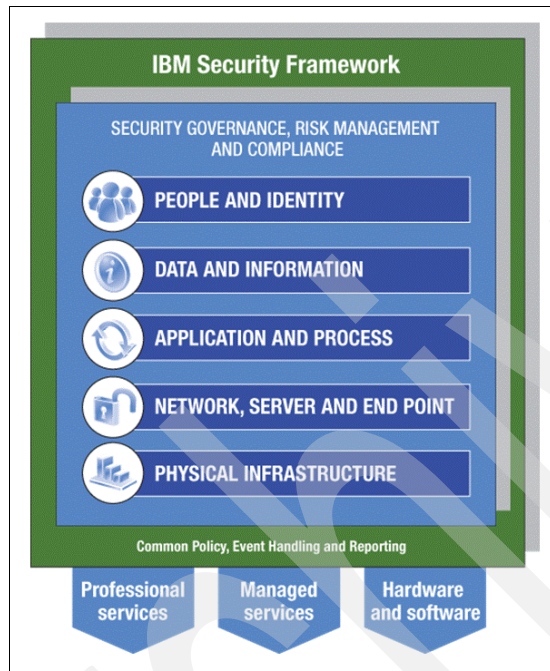 IBM Security Framework
SECURITY GOVERNANCE, RISK MANAGEMENT
AND COMPLIANCE
PEOPLE AND IDENTITY
DATA AND INFORMATION
APPLICATION AND PROCESS
NETWORK, SERVER AND END POINT
PHYSICAL INFRASTRUCTURE
Common Policy, Event Handling and Reporting
Professional
services
Managed
services
Hardware
and software